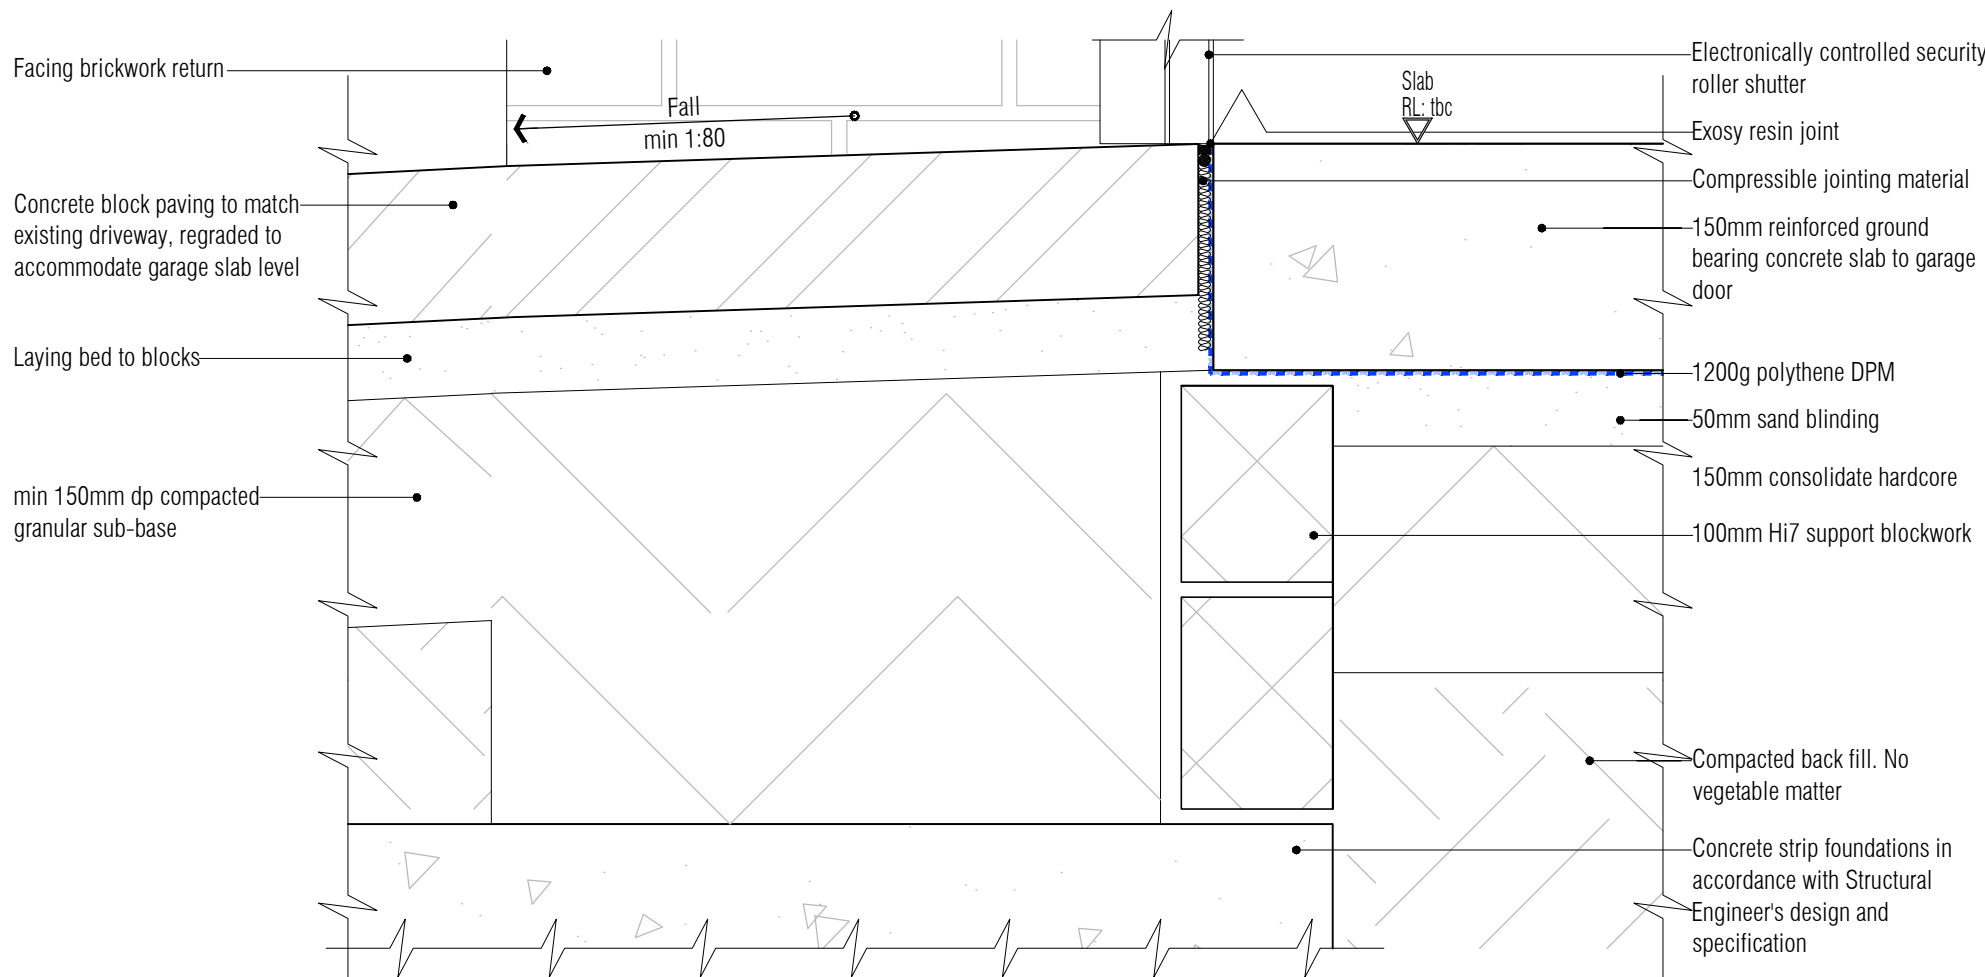 Facing brickwork return
Fall
min 1:80
Concrete block paving to match
existing driveway, regraded to
accommodate garage slab level
Laying bed to blocks
min 150mm dp compacted
granular sub-base
Slab
RL: tbc
Electronically controlled security
roller shutter
Exosy resin joint
Compressible jointing material
150mm reinforced ground
bearing concrete slab to garage
door
1200g polythene DPM
50mm sand blinding
150mm consolidate hardcore
100mm Hi7 support blockwork
Compacted back fill. No
vegetable matter
Concrete strip foundations in
accordance with Structural
Engineer's design and
specification